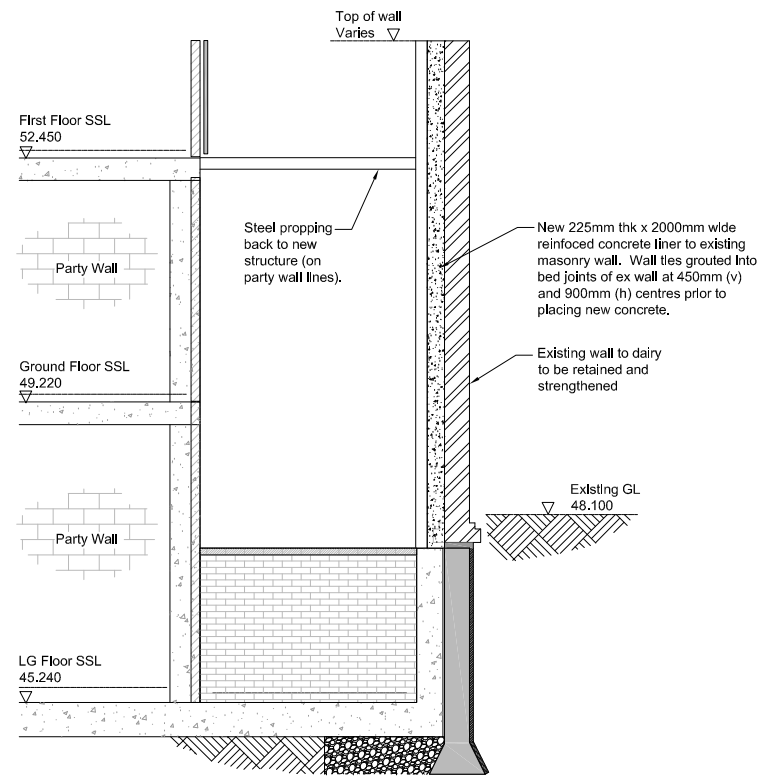 Top of wall
Varies
First Floor SSL
52.450
Steel propping
back to new
structure (on
party wall lines).
New 225mm thk x 2000mm wide
reinfoced concrete liner to existing
masonry wall. Wall ties grouted into
bed joints of ex wall at 450mm (v)
and 900mm (h) centres prior to
placing new concrete.
Party Wall
Existing wall to dairy
to be retained and
strengthened
Ground Floor SSL
49.220
Existing GL
48.100
Party Wall
LG Floor SSL
45.240